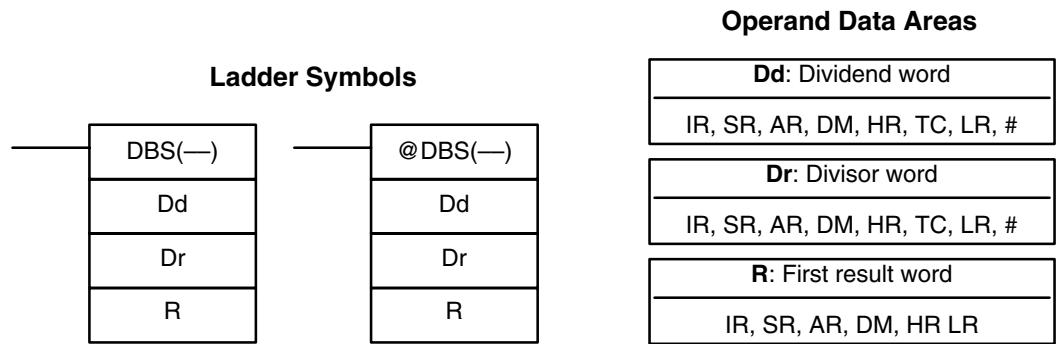 Ladder Symbols
DBS(—)
Dd
Dr
R
@DBS(—)
Dd
Dr
R
Operand Data Areas
Dd: Dividend word
IR, SR, AR, DM, HR, TC, LR, #
Dr: Divisor word
IR, SR, AR, DM, HR, TC, LR, #
R: First result word
IR, SR, AR, DM, HR LR